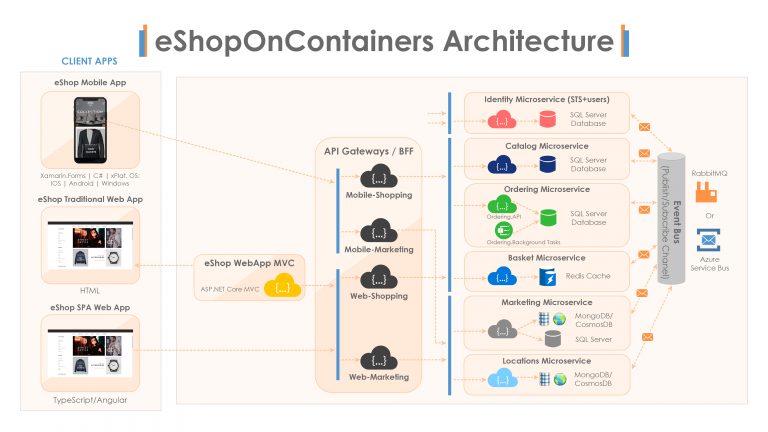 eShopOnContainers Architecture
CLIENT APPS
eShop Mobile App
Xamarin.Forms | C# | xPlat. OS:
iOS | Android | Windows
eShop Traditional Web App
HTML
eShop SPA Web App
TypeScript/Angular
eShop WebApp MVC
ASP.NET Core MVC
API Gateways / BFF
{...}
Mobile-Shopping
{...}
Mobile-Marketing
{...}
Web-Shopping
{...}
Web-Marketing
Identity Microservice (STS+users)
{...}
SQL Server
Database
Catalog Microservice
{...}
SQL Server
Database
Ordering Microservice
{...}
Ordering.API
Ordering.Background Tasks
SQL Server
Database
Basket Microservice
{...}
Redis Cache
Marketing Microservice
{...}
MongoDB/
CosmosDB
SQL Server
Locations Microservice
{...}
MongoDB/
CosmosDB
Event Bus
(Publish/Subscribe Chanel)
RabbitMQ
Or
Azure
Service Bus